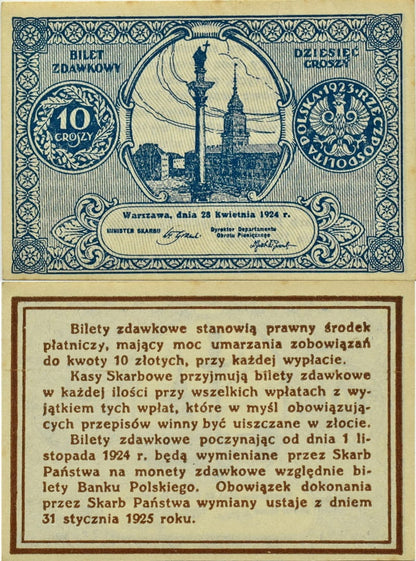 BILET
ZDAWKOWY
DZIESIĘĆ
GROSZY
10
GROSZY
1923·RZECZPOSPOLITA POLSKA·
Warszawa, dnia 28 Kwietnia 1924 r.
MINISTER SKARBU
Dyrektor Departamentu
Obrotu Pieniężnego
Bilety zdawkowe stanowią prawny środek
płatniczy, mający moc umarzania zobowiązań
do kwoty 10 złotych, przy każdej wypłacie.
Kasy Skarbowe przyjmują bilety zdawkowe
w każdej ilości przy wszelkich wpłatach z wy-
jątkiem tych wpłat, które w myśl obowiązują-
cych przepisów winny być uiszczane w złocie.
Bilety zdawkowe poczynając od dnia 1 li-
stopada 1924 r. będą wymieniane przez Skarb
Państwa na monety zdawkowe względnie bi-
lety Banku Polskiego. Obowiązek dokonania
przez Skarb Państwa wymiany ustaje z dniem
31 stycznia 1925 roku.